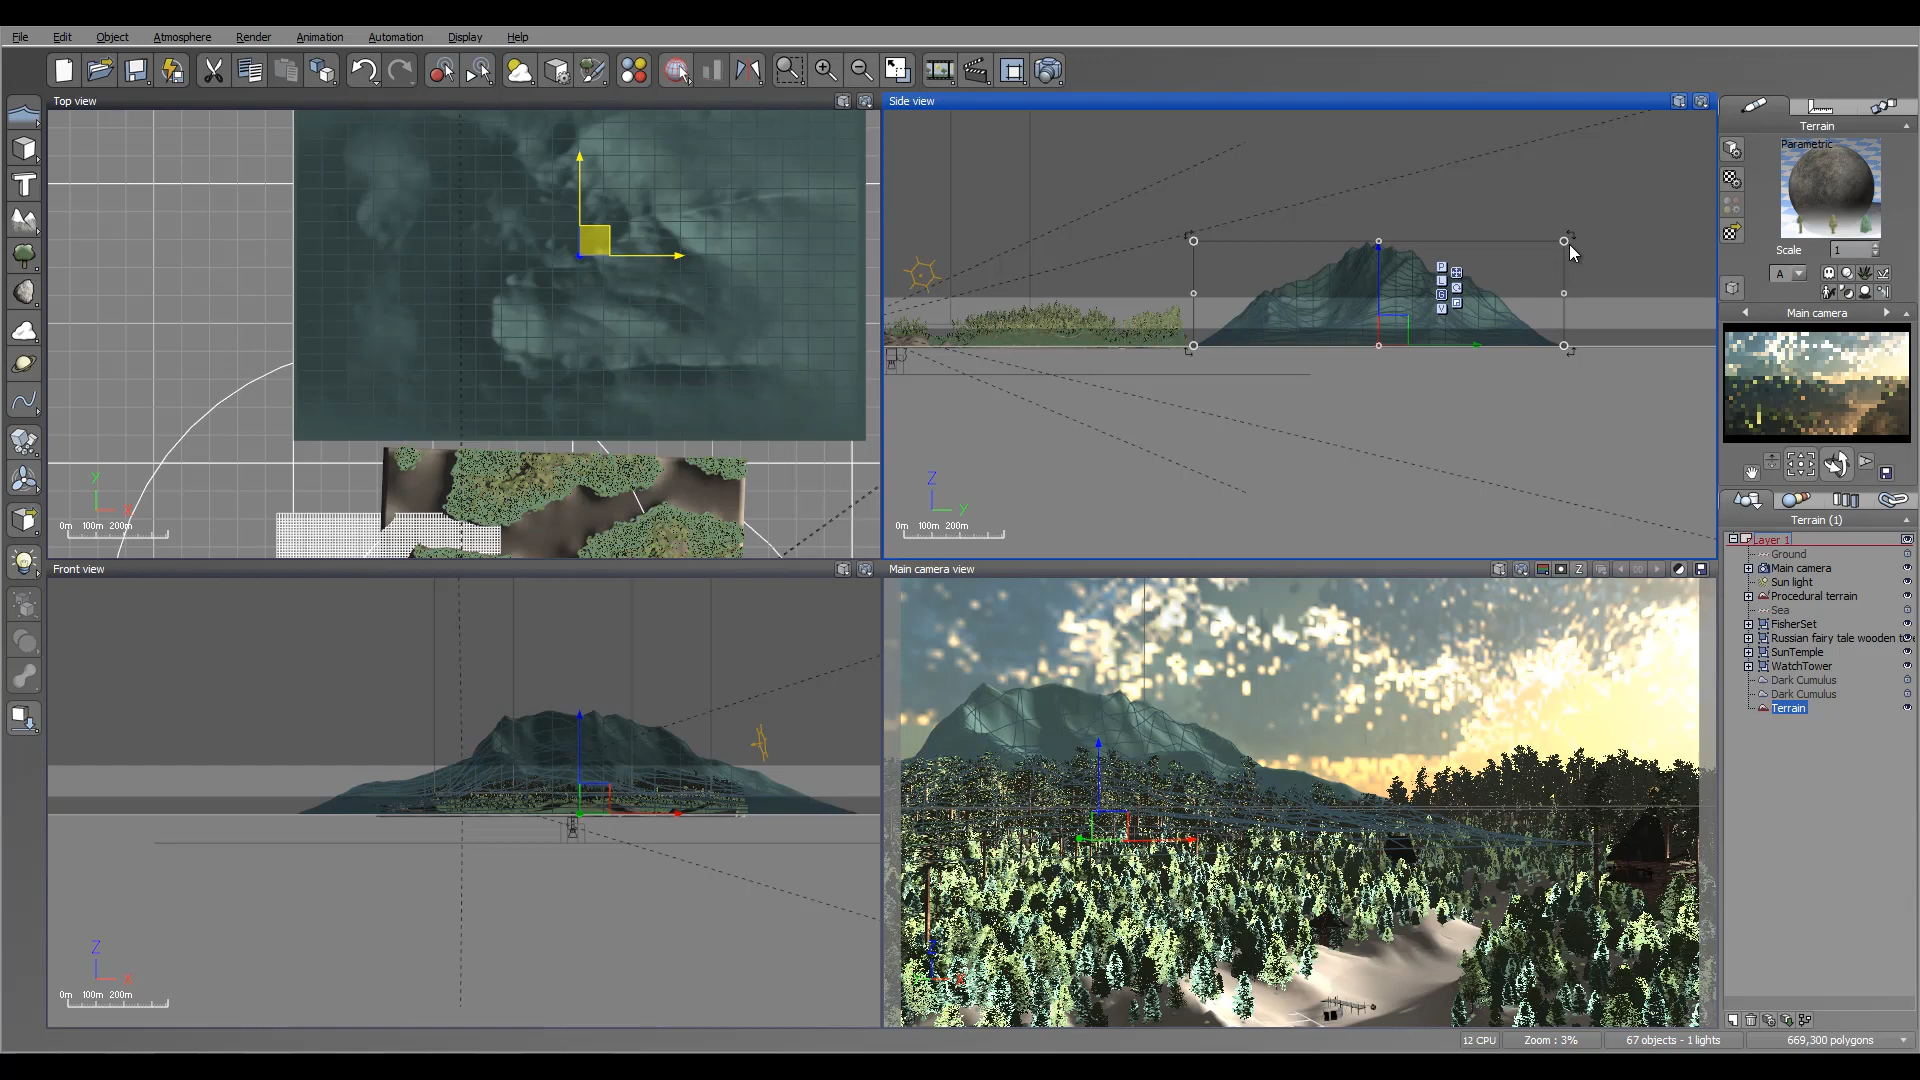 File Edit Object Atmosphere Render Animation Automation Display Help
Top view
Side view
Terrain
Parametric
Scale 1
A
P
L
G
V
Main camera
Y
X
0m 100m 200m
Z
Y
0m 100m 200m
Terrain (1)
Layer 1
Ground
Main camera
Sun light
Procedural terrain
Sea
FisherSet
Russian fairy tale wooden
SunTemple
WatchTower
Dark Cumulus
Dark Cumulus
Terrain
Front view
Main camera view
Z
Z
X
0m 100m 200m
Z
X
12 CPU Zoom : 3% 67 objects - 1 lights 669,300 polygons